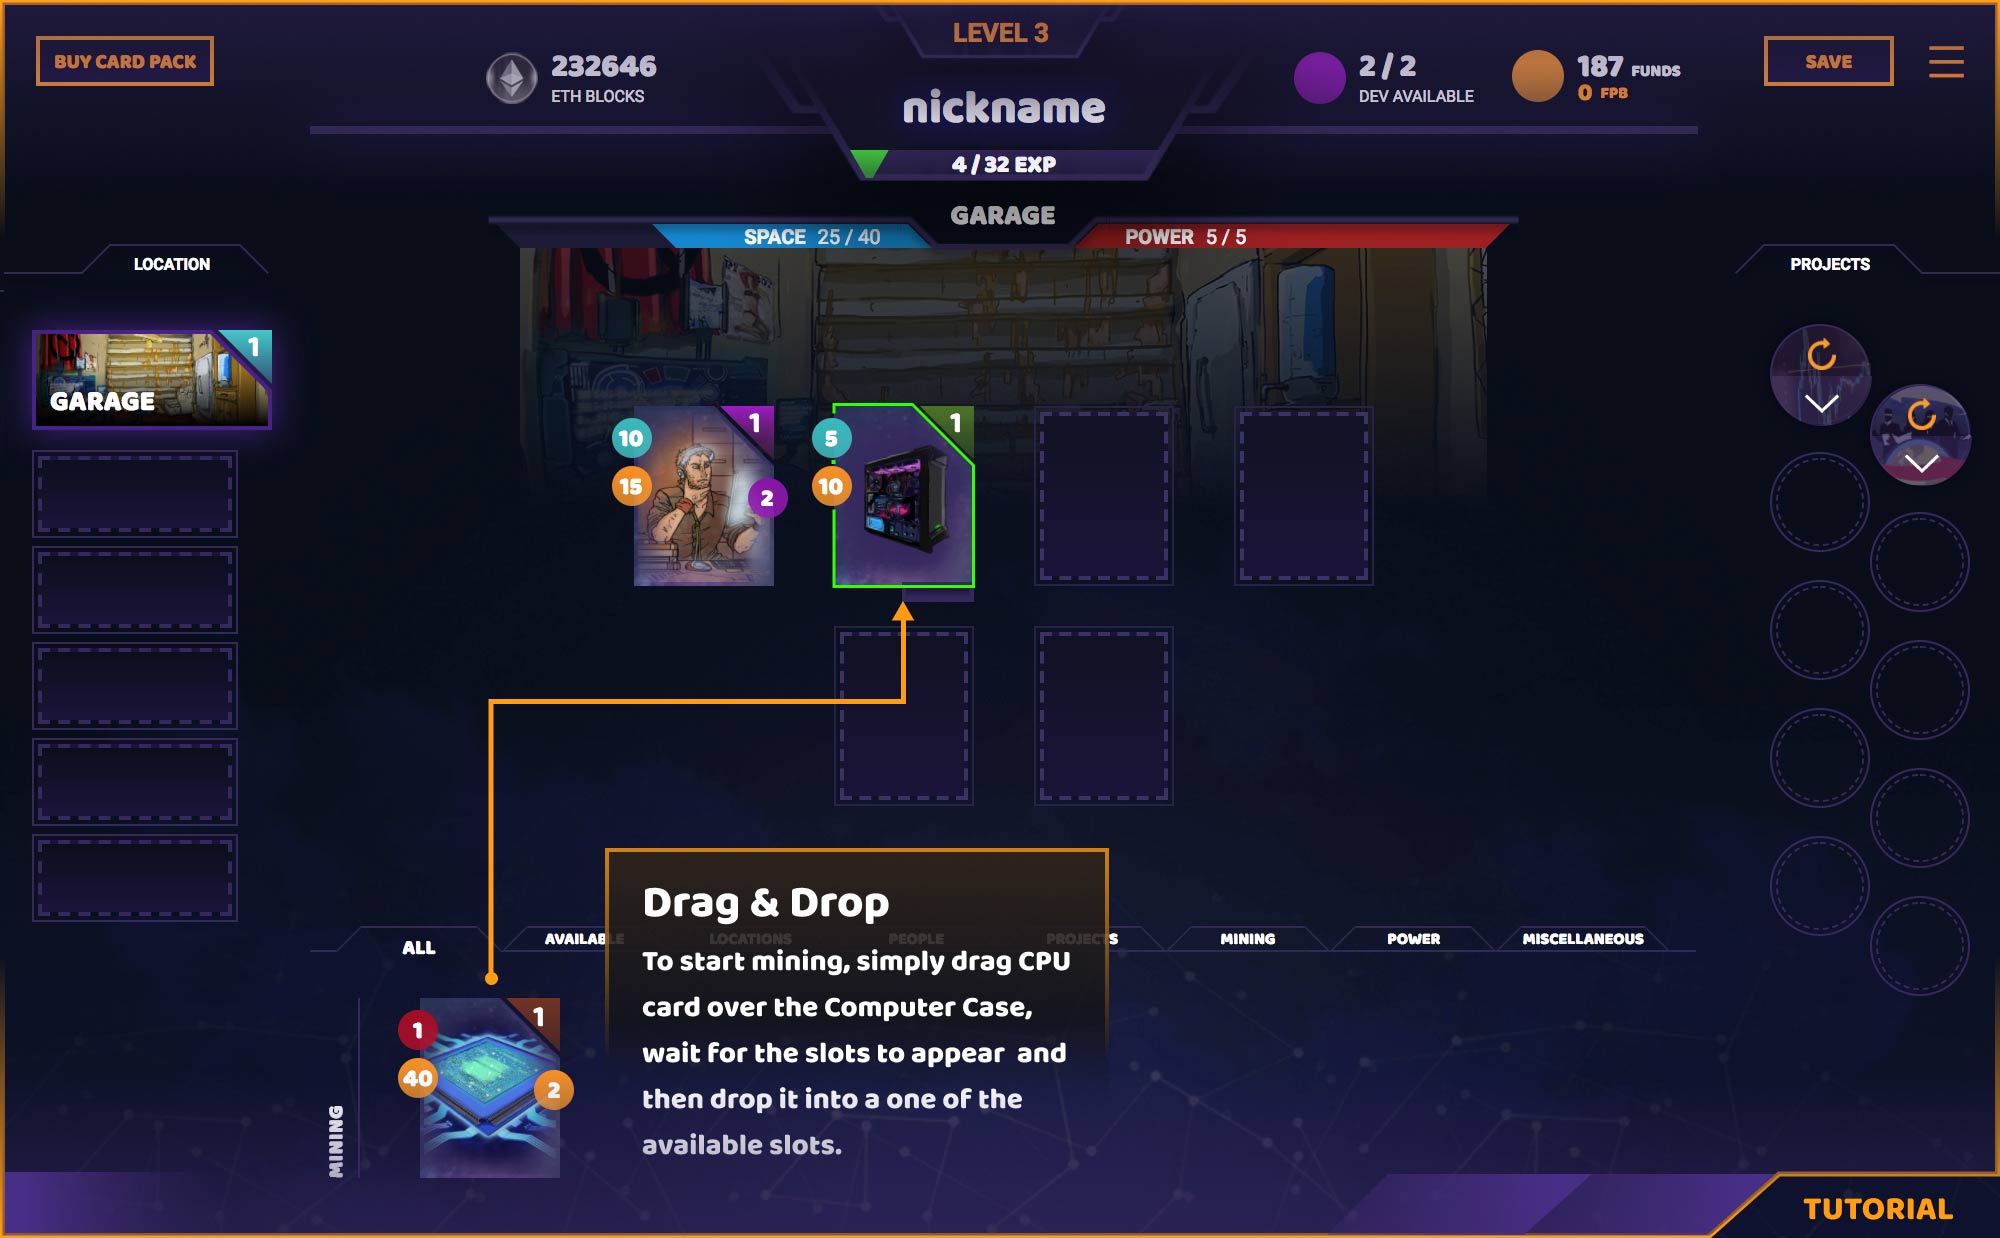 LEVEL 3
BUY CARD PACK
232646
ETH BLOCKS
nickname
2 / 2
DEV AVAILABLE
187 FUNDS
0 FPB
SAVE
4 / 32 EXP
GARAGE
SPACE 25 / 40
POWER 5 / 5
LOCATION
PROJECTS
1
GARAGE
10
1
15
2
5
1
10
Drag & Drop
ALL
AVAILABLE
LOCATIONS
PEOPLE
PROJECTS
MINING
POWER
MISCELLANEOUS
To start mining, simply drag CPU
card over the Computer Case,
wait for the slots to appear and
then drop it into a one of the
available slots.
1
1
40
2
MINING
TUTORIAL